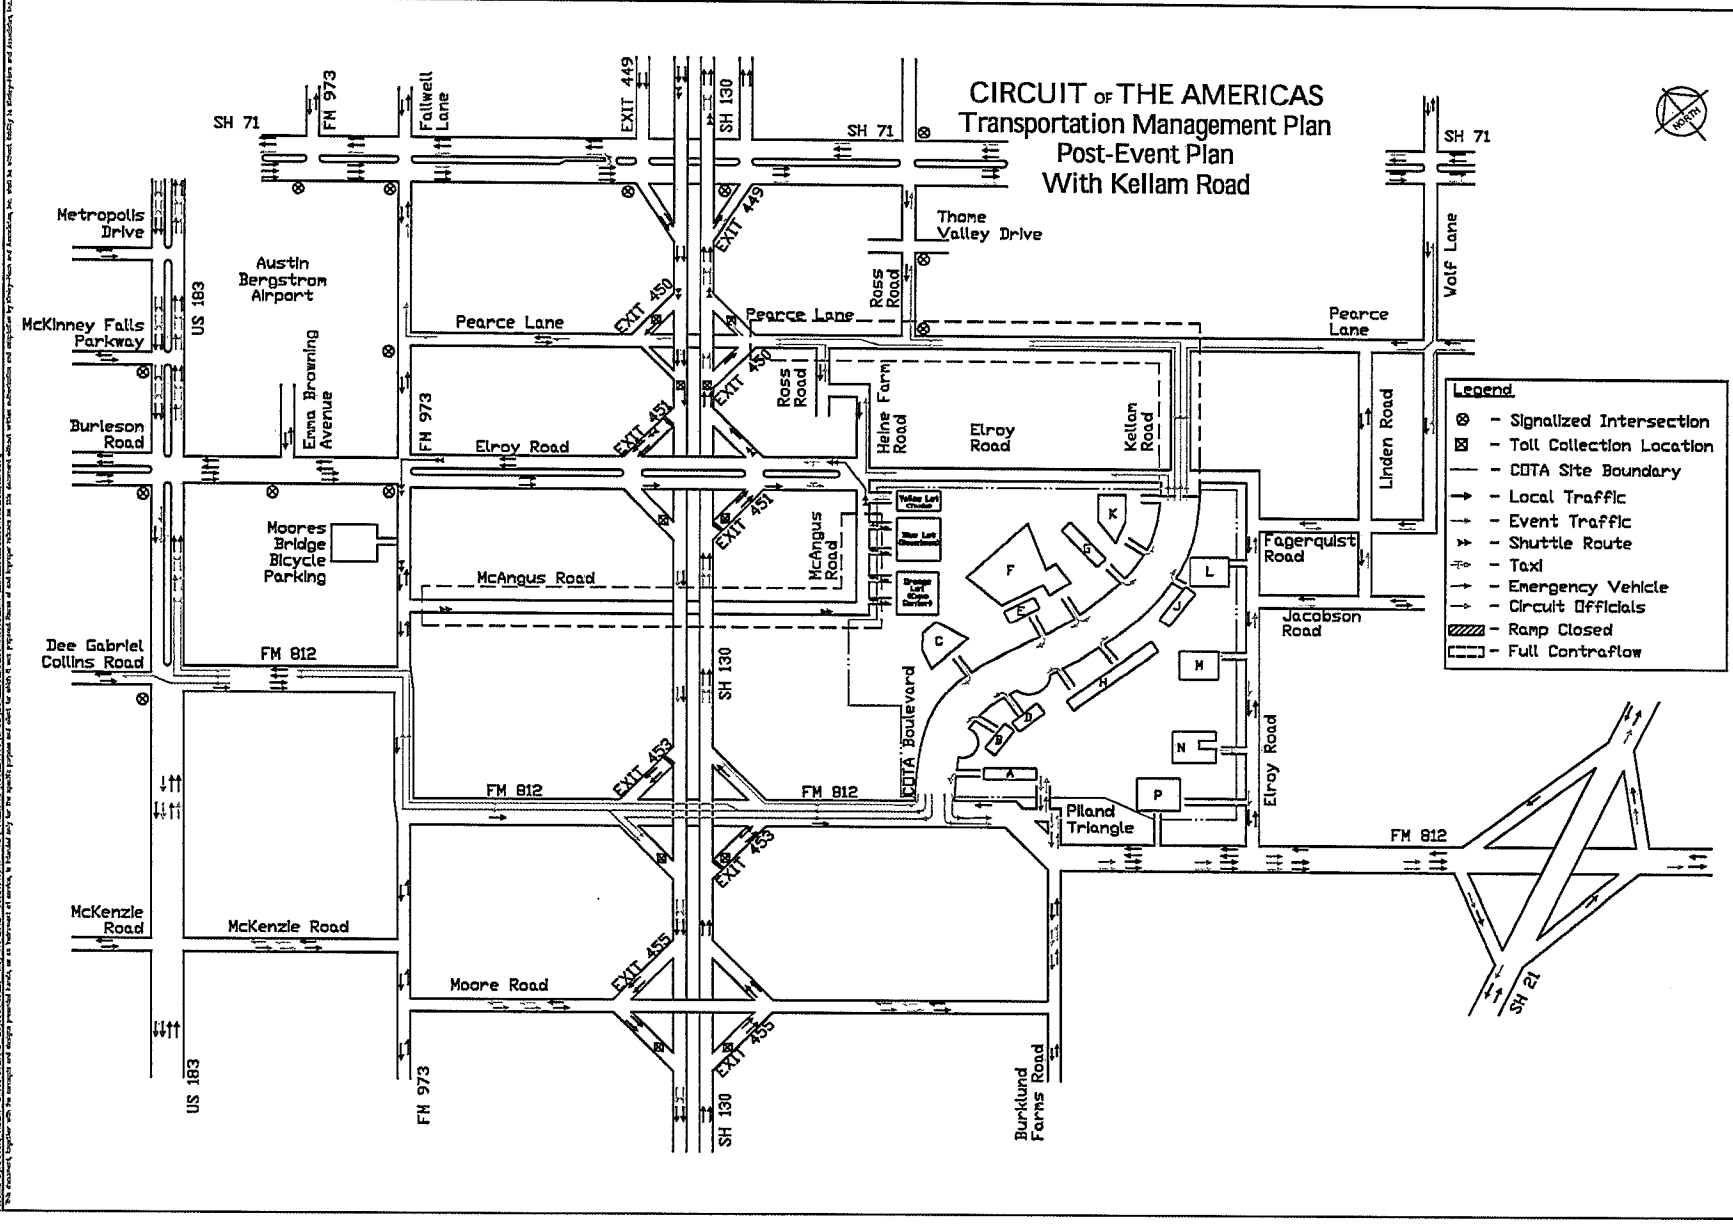 CIRCUIT OF THE AMERICAS
Transportation Management Plan
Post-Event Plan
With Kellam Road
NORTH
SH 71
FM 973
Fallwell
Lane
EXIT 449
SH 130
SH 71
SH 71
Metropolis
Drive
Austin
Bergstrom
Airport
US 183
McKinney Falls
Parkway
Emma Browning
Avenue
Burleson
Road
EXIT 449
Thome
Valley Drive
Ross
Road
Wolf Lane
EXIT 450
Pearce Lane
Pearce Lane
Pearce
Lane
EXIT 450
Ross
Road
Heine Farm
Road
Elroy
Road
Kellam
Road
Linden Road
FM 973
EXIT 451
Elroy Road
EXIT 451
Legend
- Signalized Intersection
- Toll Collection Location
- COTA Site Boundary
- Local Traffic
- Event Traffic
- Shuttle Route
- Taxi
- Emergency Vehicle
- Circuit Officials
- Ramp Closed
- Full Contraflow
Moores
Bridge
Bicycle
Parking
McAngus Road
McAngus
Road
Yellow Lot
Blue Lot
Orange
Lot
K
G
F
E
L
J
C
H
M
D
B
N
A
P
Fagerquist
Road
Jacobson
Road
Dee Gabriel
Collins Road
FM 812
SH 130
COTA Boulevard
Elroy Road
EXIT 453
FM 812
FM 812
Piland
Triangle
FM 812
EXIT 453
McKenzie
Road
McKenzie Road
EXIT 455
Moore Road
EXIT 455
SH 21
US 183
FM 973
SH 130
Burklund
Farms Road